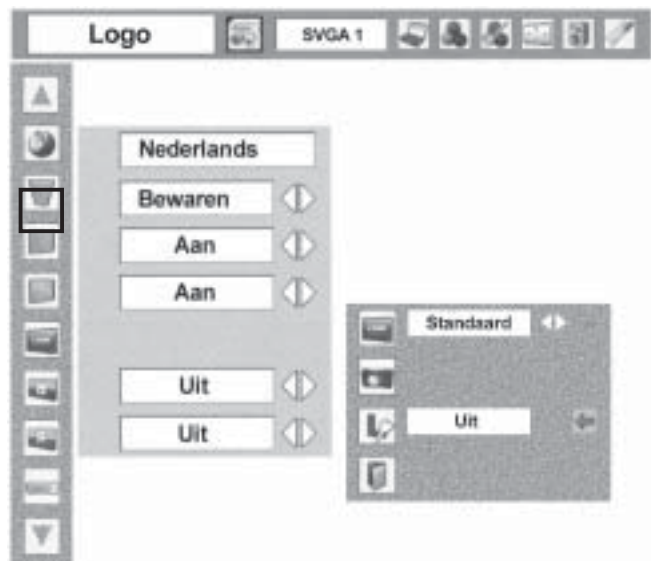 Logo
SVGA 1
Nederlands
Bewaren
Aan
Aan
Uit
Uit
Standaard
Uit